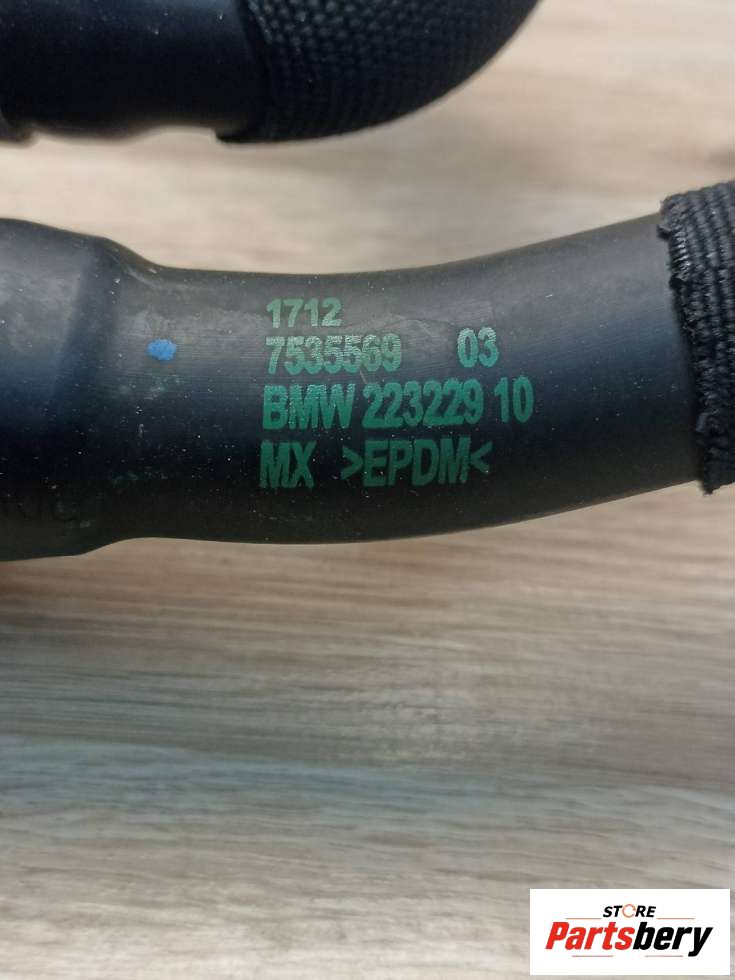 1712
7535569 03
BMW 223229 10
MX >EPDM<
STORE
Partsbery